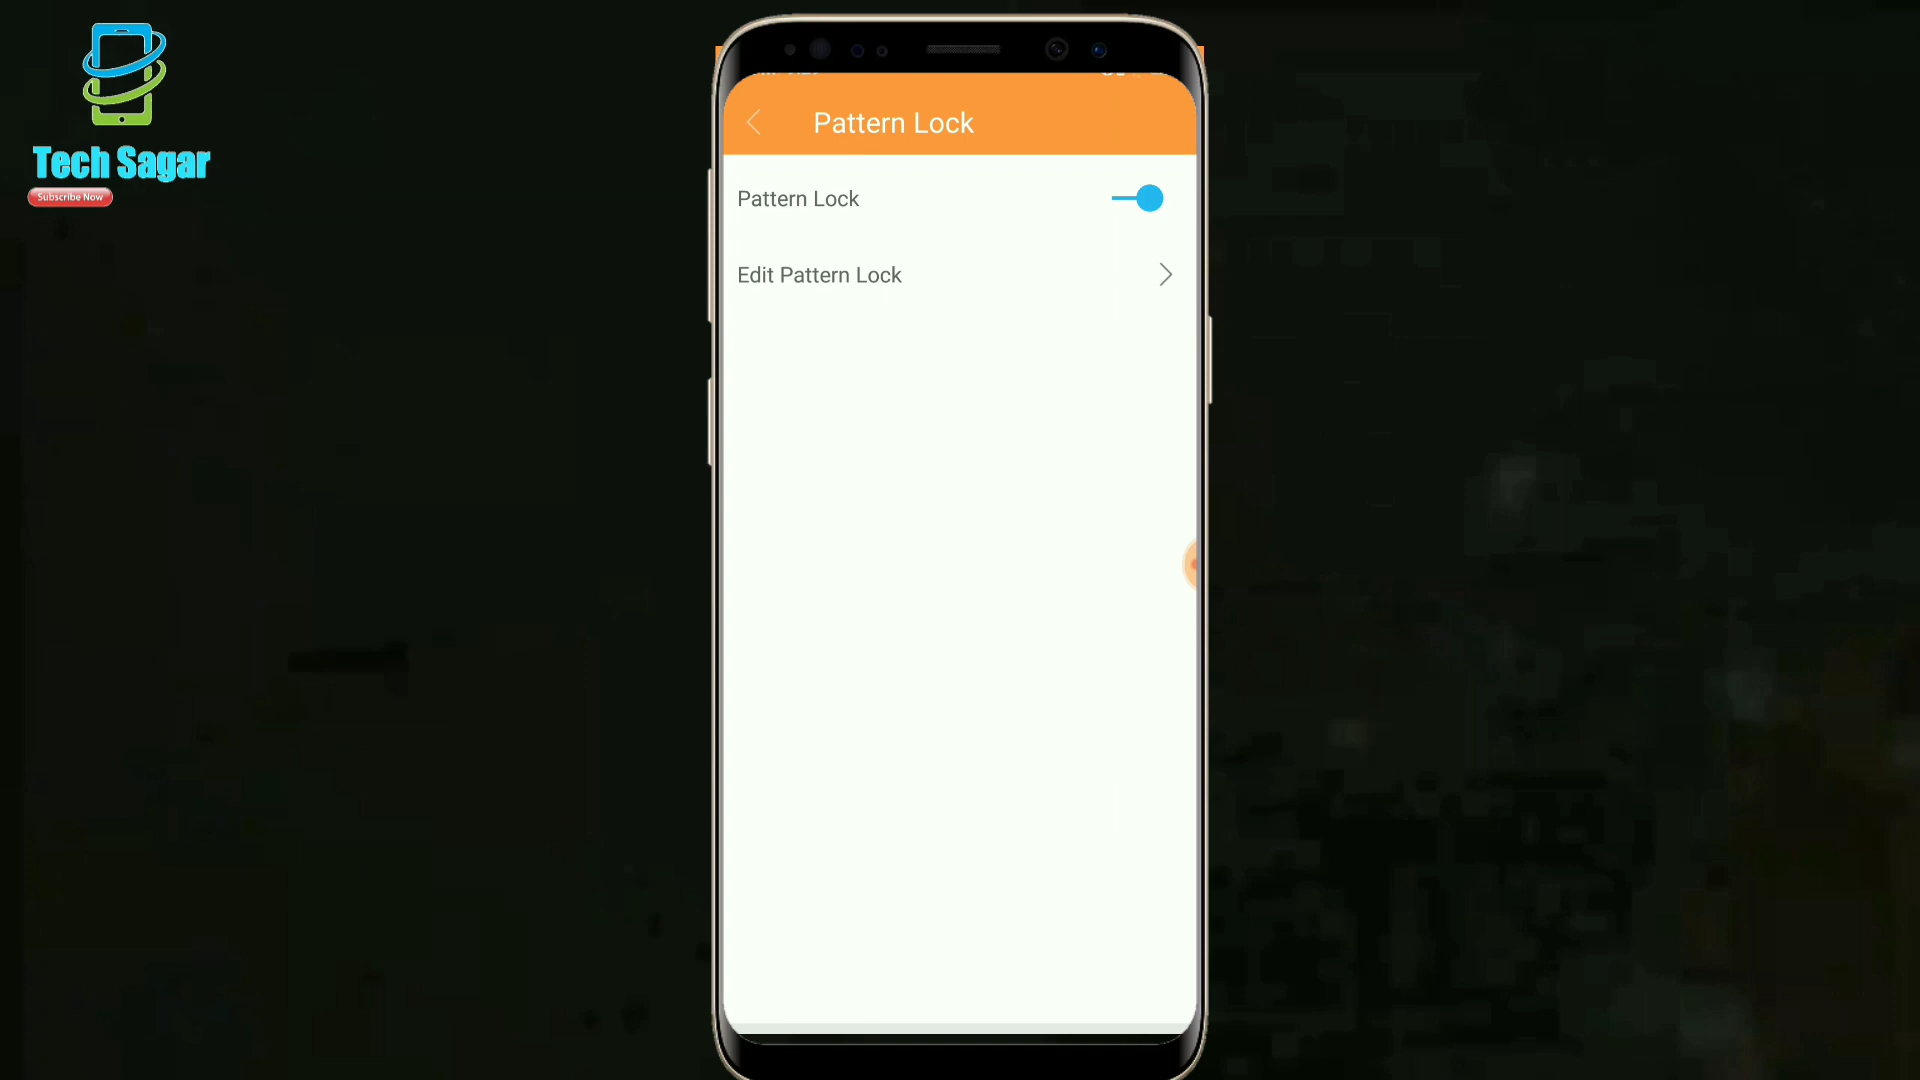 Tech Sagar
Subscribe Now
Pattern Lock
Pattern Lock
Edit Pattern Lock